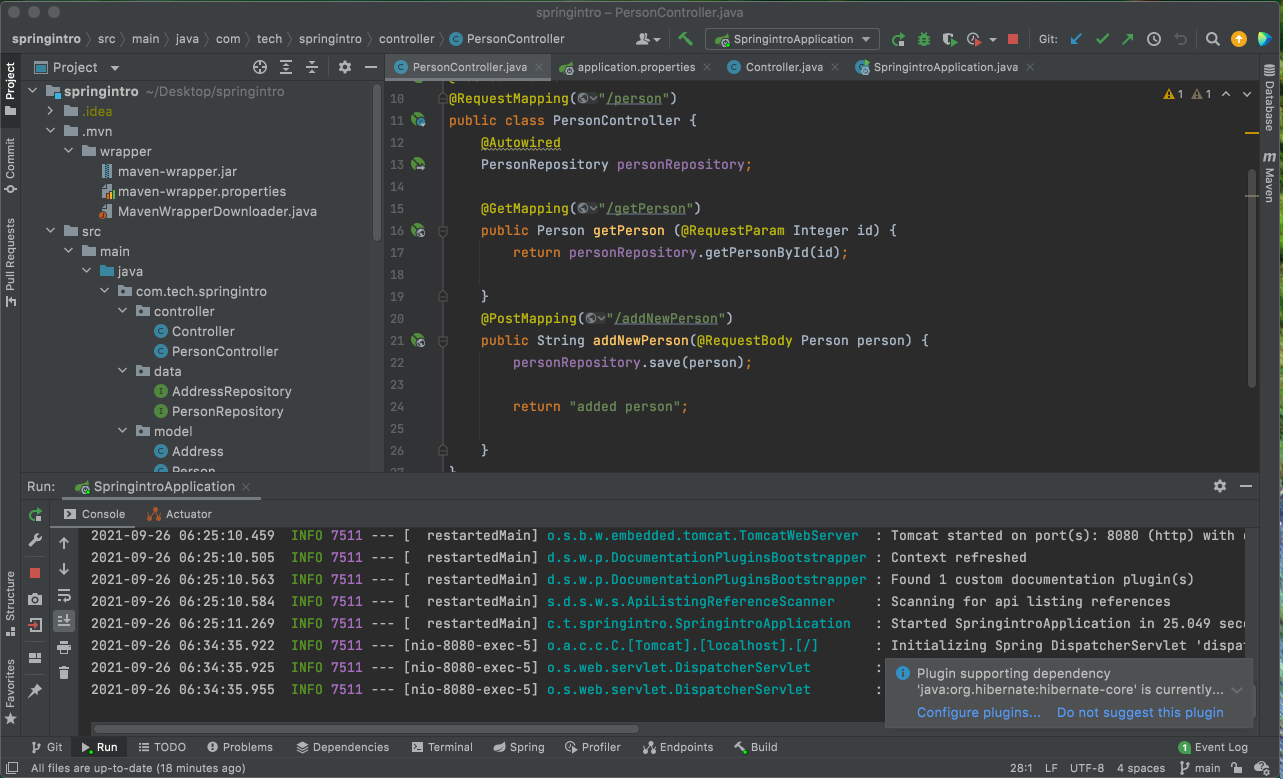 springintro – PersonController.java
springintro src main java com tech springintro controller PersonController SpringintroApplication Git:
Project
PersonController.java application.properties Controller.java SpringintroApplication.java
springintro ~/Desktop/springintro
.idea
.mvn
wrapper
maven-wrapper.jar
maven-wrapper.properties
MavenWrapperDownloader.java
src
main
java
com.tech.springintro
controller
Controller
PersonController
data
AddressRepository
PersonRepository
model
Address
Person
Project
Commit
Pull Requests
Structure
Favorites
1 1
10 @RequestMapping("/person")
11 public class PersonController {
12 @Autowired
13 PersonRepository personRepository;
14
15 @GetMapping("/getPerson")
16 public Person getPerson (@RequestParam Integer id) {
17 return personRepository.getPersonById(id);
18
19 }
20 @PostMapping("/addNewPerson")
21 public String addNewPerson(@RequestBody Person person) {
22 personRepository.save(person);
23
24 return "added person";
25
26 }
27 }
Database
m Maven
Run: SpringintroApplication
Console Actuator
2021-09-26 06:25:10.459 INFO 7511 --- [ restartedMain] o.s.b.w.embedded.tomcat.TomcatWebServer : Tomcat started on port(s): 8080 (http) with
2021-09-26 06:25:10.505 INFO 7511 --- [ restartedMain] d.s.w.p.DocumentationPluginsBootstrapper : Context refreshed
2021-09-26 06:25:10.563 INFO 7511 --- [ restartedMain] d.s.w.p.DocumentationPluginsBootstrapper : Found 1 custom documentation plugin(s)
2021-09-26 06:25:10.584 INFO 7511 --- [ restartedMain] s.d.s.w.s.ApiListingReferenceScanner : Scanning for api listing references
2021-09-26 06:25:11.269 INFO 7511 --- [ restartedMain] c.t.springintro.SpringintroApplication : Started SpringintroApplication in 25.049 seco
2021-09-26 06:34:35.922 INFO 7511 --- [nio-8080-exec-5] o.a.c.c.C.[Tomcat].[localhost].[/] : Initializing Spring DispatcherServlet 'dispat
2021-09-26 06:34:35.925 INFO 7511 --- [nio-8080-exec-5] o.s.web.servlet.DispatcherServlet :
2021-09-26 06:34:35.955 INFO 7511 --- [nio-8080-exec-5] o.s.web.servlet.DispatcherServlet :
Plugin supporting dependency
'java:org.hibernate:hibernate-core' is currently...
Configure plugins... Do not suggest this plugin
Git Run TODO Problems Dependencies Terminal Spring Profiler Endpoints Build 1 Event Log
All files are up-to-date (18 minutes ago) 28:1 LF UTF-8 4 spaces main